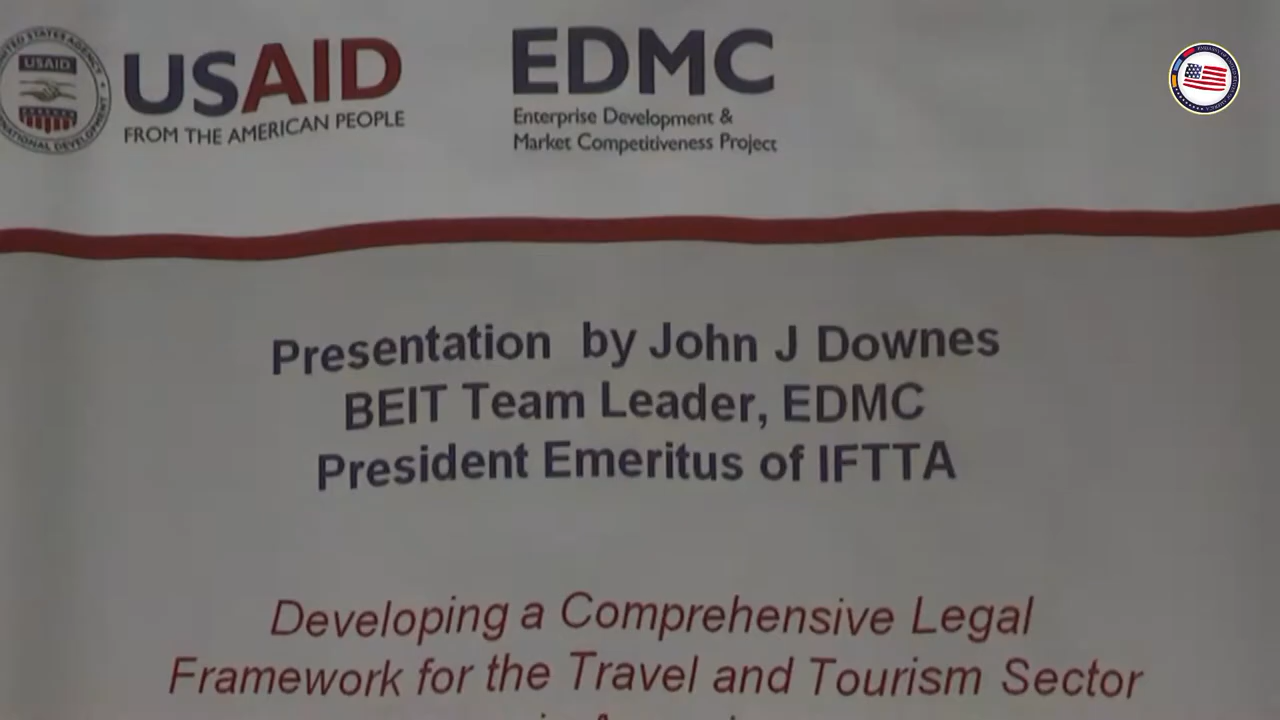 USAID
FROM THE AMERICAN PEOPLE
USAID
EDMC
Enterprise Development &
Market Competitiveness Project
Presentation by John J Downes
BEIT Team Leader, EDMC
President Emeritus of IFTTA
Developing a Comprehensive Legal
Framework for the Travel and Tourism Sector